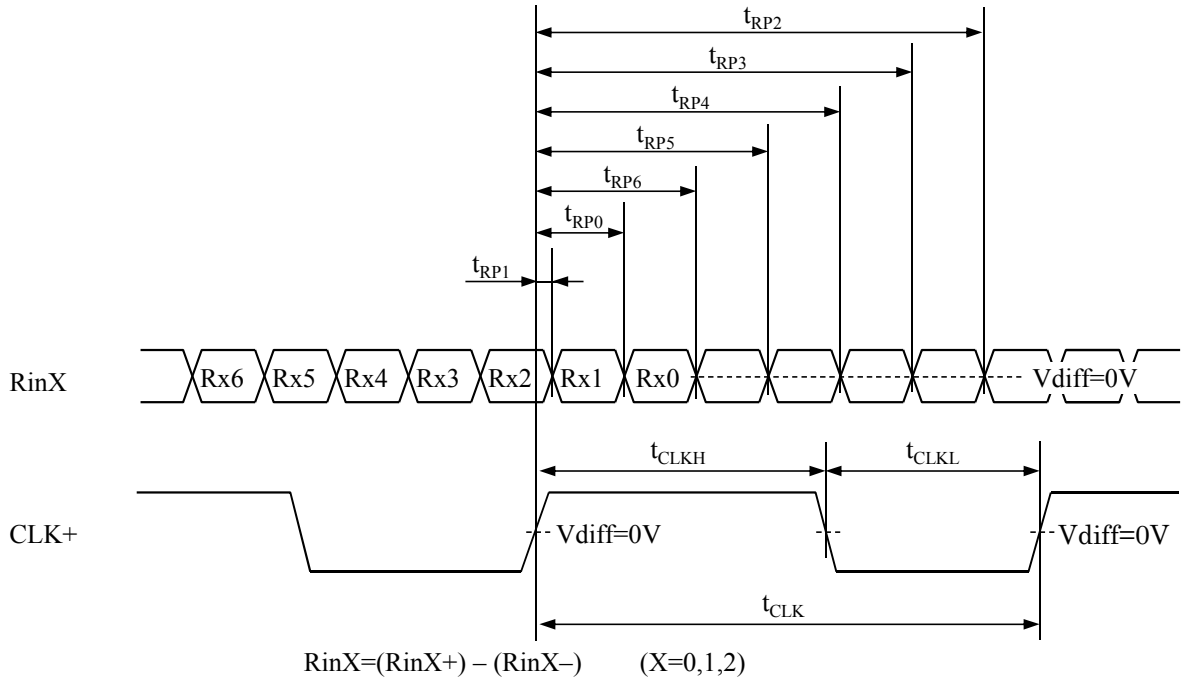 tRP2
tRP3
tRP4
tRP5
tRP6
tRP0
tRP1
RinX Rx6 Rx5 Rx4 Rx3 Rx2 Rx1 Rx0 Vdiff=0V
tCLKH tCLKL
CLK+ Vdiff=0V Vdiff=0V
tCLK
RinX=(RinX+) – (RinX–) (X=0,1,2)